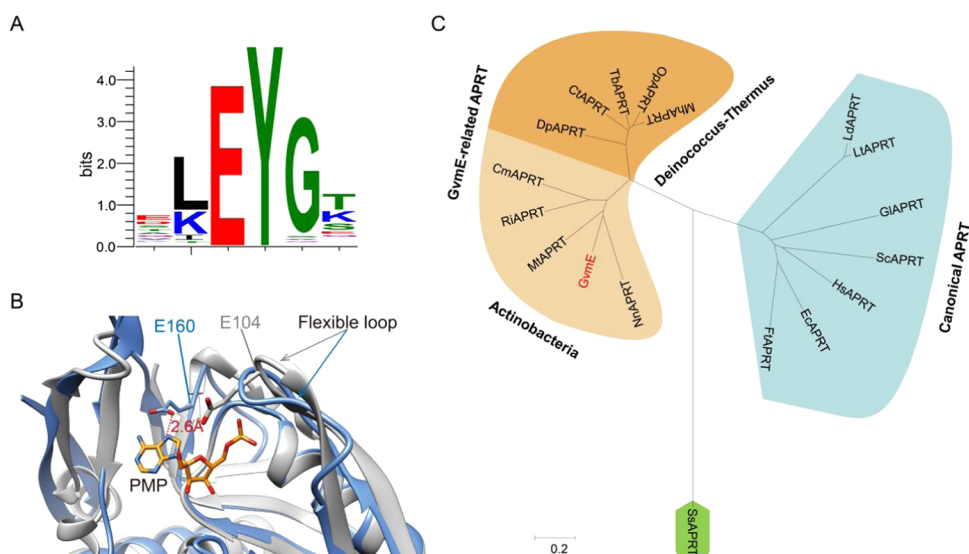 A
bits
4.0
3.0
2.0
1.0
0.0
L
K
E
Y
G
T
K
S
B
E160
E104
Flexible loop
2.6Å
PMP
C
GvmE-related APRT
Deinococcus-Thermus
Actinobacteria
Canonical APRT
OpAPRT
TbAPRT
CtAPRT
MhAPRT
DpAPRT
CmAPRT
RiAPRT
MtAPRT
GvmE
NnAPRT
LdAPRT
LtAPRT
GlAPRT
ScAPRT
HsAPRT
EcAPRT
FtAPRT
SsAPRT
0.2